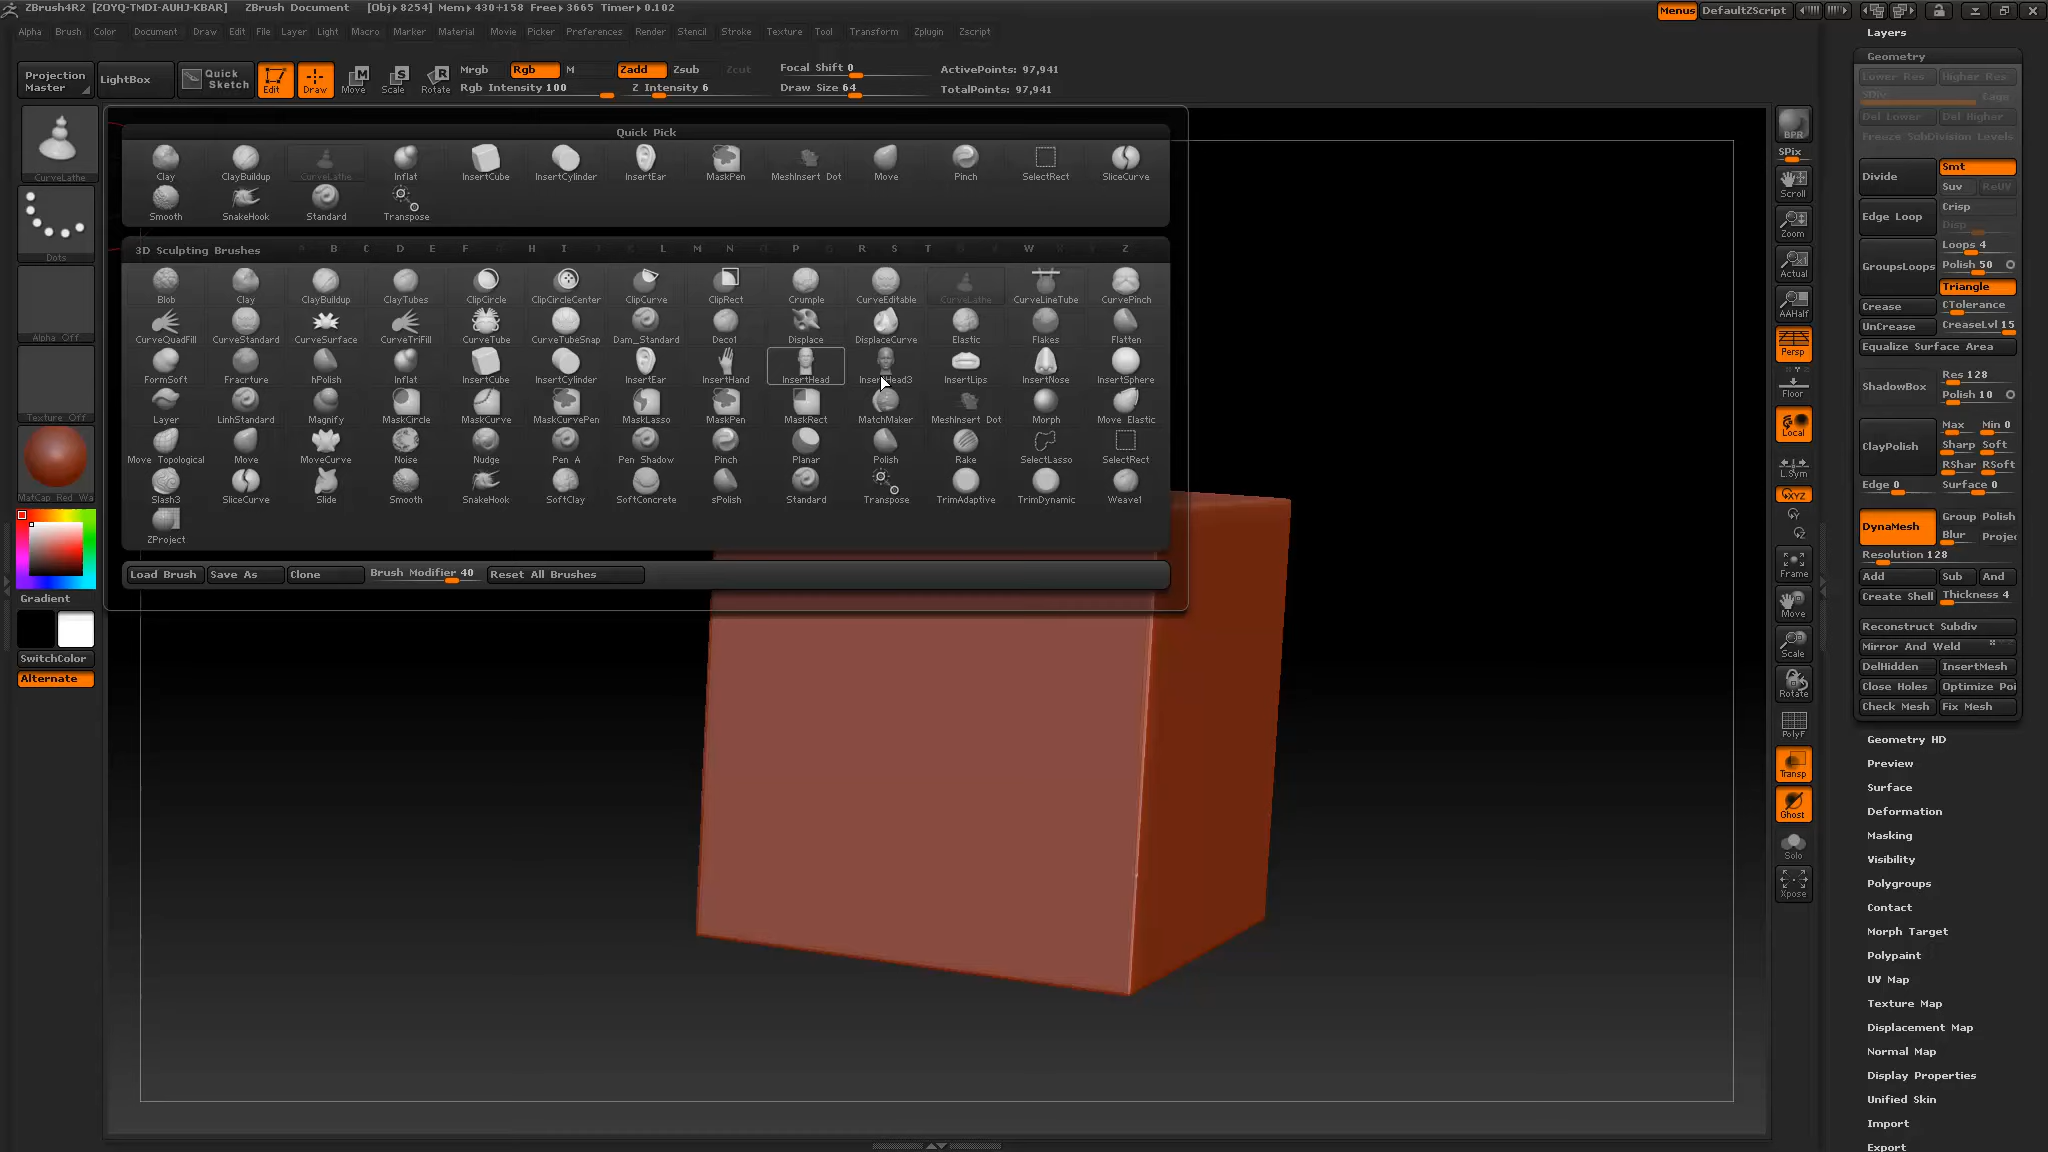 ZBrush4R2 [ZOYQ-TMDI-AUHJ-KBAR] ZBrush Document [Obj▸8254] Mem▸430+158 Free▸3665 Timer▸0.102 Menus DefaultZScript
Alpha Brush Color Document Draw Edit File Layer Light Macro Marker Material Movie Picker Preferences Render Stencil Stroke Texture Tool Transform Zplugin Zscript
Projection Master LightBox Quick Sketch Edit Draw Move Scale Rotate
Mrgb Rgb M Zadd Zsub Zcut Focal Shift 0 ActivePoints: 97,941
Rgb Intensity 100 Z Intensity 6 Draw Size 64 TotalPoints: 97,941
CurveLathe
Dots
Alpha Off
Texture Off
MatCap Red Wa
Gradient
SwitchColor
Alternate
Quick Pick
Clay ClayBuildup CurveLathe Inflat InsertCube InsertCylinder InsertEar MaskPen MeshInsert Dot Move Pinch SelectRect SliceCurve
Smooth SnakeHook Standard Transpose
3D Sculpting Brushes B C D E F H I L M N P R S T W Z
Blob Clay ClayBuildup ClayTubes ClipCircle ClipCircleCenter ClipCurve ClipRect Crumple CurveEditable CurveLathe CurveLineTube CurvePinch
CurveQuadFill CurveStandard CurveSurface CurveTriFill CurveTube CurveTubeSnap Dam_Standard Deco1 Displace DisplaceCurve Elastic Flakes Flatten
FormSoft Fracrture hPolish Inflat InsertCube InsertCylinder InsertEar InsertHand InsertHead InsertHead3 InsertLips InsertNose InsertSphere
Layer LinhStandard Magnify MaskCircle MaskCurve MaskCurvePen MaskLasso MaskPen MaskRect MatchMaker MeshInsert Dot Morph Move Elastic
Move Topological Move MoveCurve Noise Nudge Pen A Pen Shadow Pinch Planar Polish Rake SelectLasso SelectRect
Slash3 SliceCurve Slide Smooth SnakeHook SoftClay SoftConcrete sPolish Standard Transpose TrimAdaptive TrimDynamic Weave1
ZProject
Load Brush Save As Clone Brush Modifier 40 Reset All Brushes
BPR
SPix
Scroll
Zoom
Actual
AAHalf
Persp
Floor
Local
L.Sym
XYZ
Frame
Move
Scale
Rotate
PolyF
Transp
Ghost
Solo
Xpose
Layers
Geometry
Lower Res Higher Res
SDiv Cage
Del Lower Del Higher
Freeze SubDivision Levels
Divide Smt
Suv ReUV
Edge Loop Crisp
Disp
GroupsLoops Loops 4
Polish 50
Triangle
Crease CTolerance
UnCrease CreaseLvl 15
Equalize Surface Area
ShadowBox Res 128
Polish 10
ClayPolish Max Min 0
Sharp Soft
RShar RSoft
Edge 0 Surface 0
DynaMesh Group Polish
Blur Projec
Resolution 128
Add Sub And
Create Shell Thickness 4
Reconstruct Subdiv
Mirror And Weld
DelHidden InsertMesh
Close Holes Optimize Poi
Check Mesh Fix Mesh
Geometry HD
Preview
Surface
Deformation
Masking
Visibility
Polygroups
Contact
Morph Target
Polypaint
UV Map
Texture Map
Displacement Map
Normal Map
Display Properties
Unified Skin
Import
Export